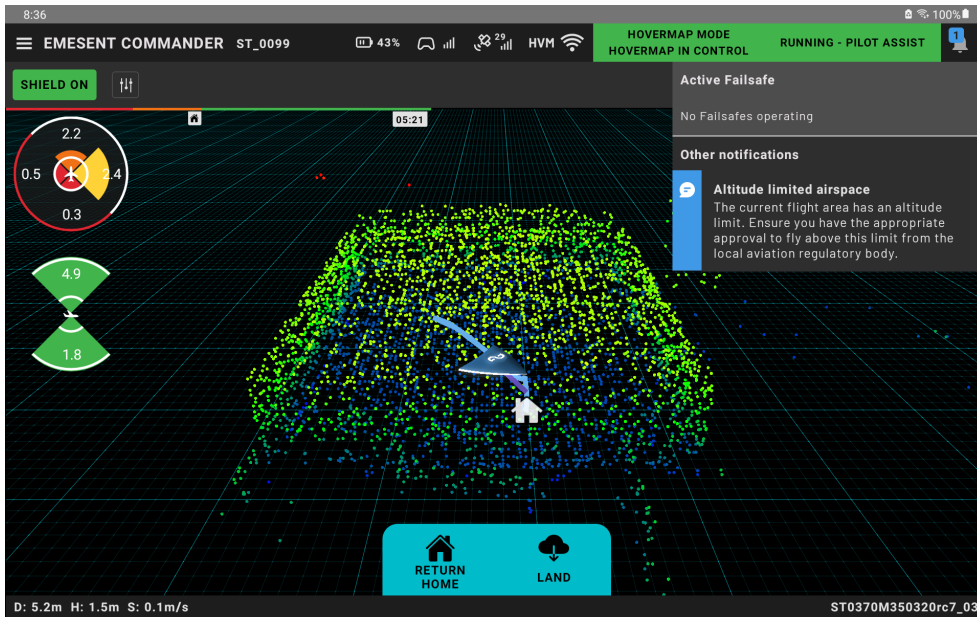 8:36
100%
EMESENT COMMANDER ST_0099
43%
29
HVM
HOVERMAP MODE
HOVERMAP IN CONTROL
RUNNING - PILOT ASSIST
1
SHIELD ON
Active Failsafe
No Failsafes operating
Other notifications
Altitude limited airspace
The current flight area has an altitude
limit. Ensure you have the appropriate
approval to fly above this limit from the
local aviation regulatory body.
05:21
2.2
0.5
2.4
0.3
4.9
1.8
RETURN
HOME
LAND
D: 5.2m H: 1.5m S: 0.1m/s
ST0370M350320rc7_03